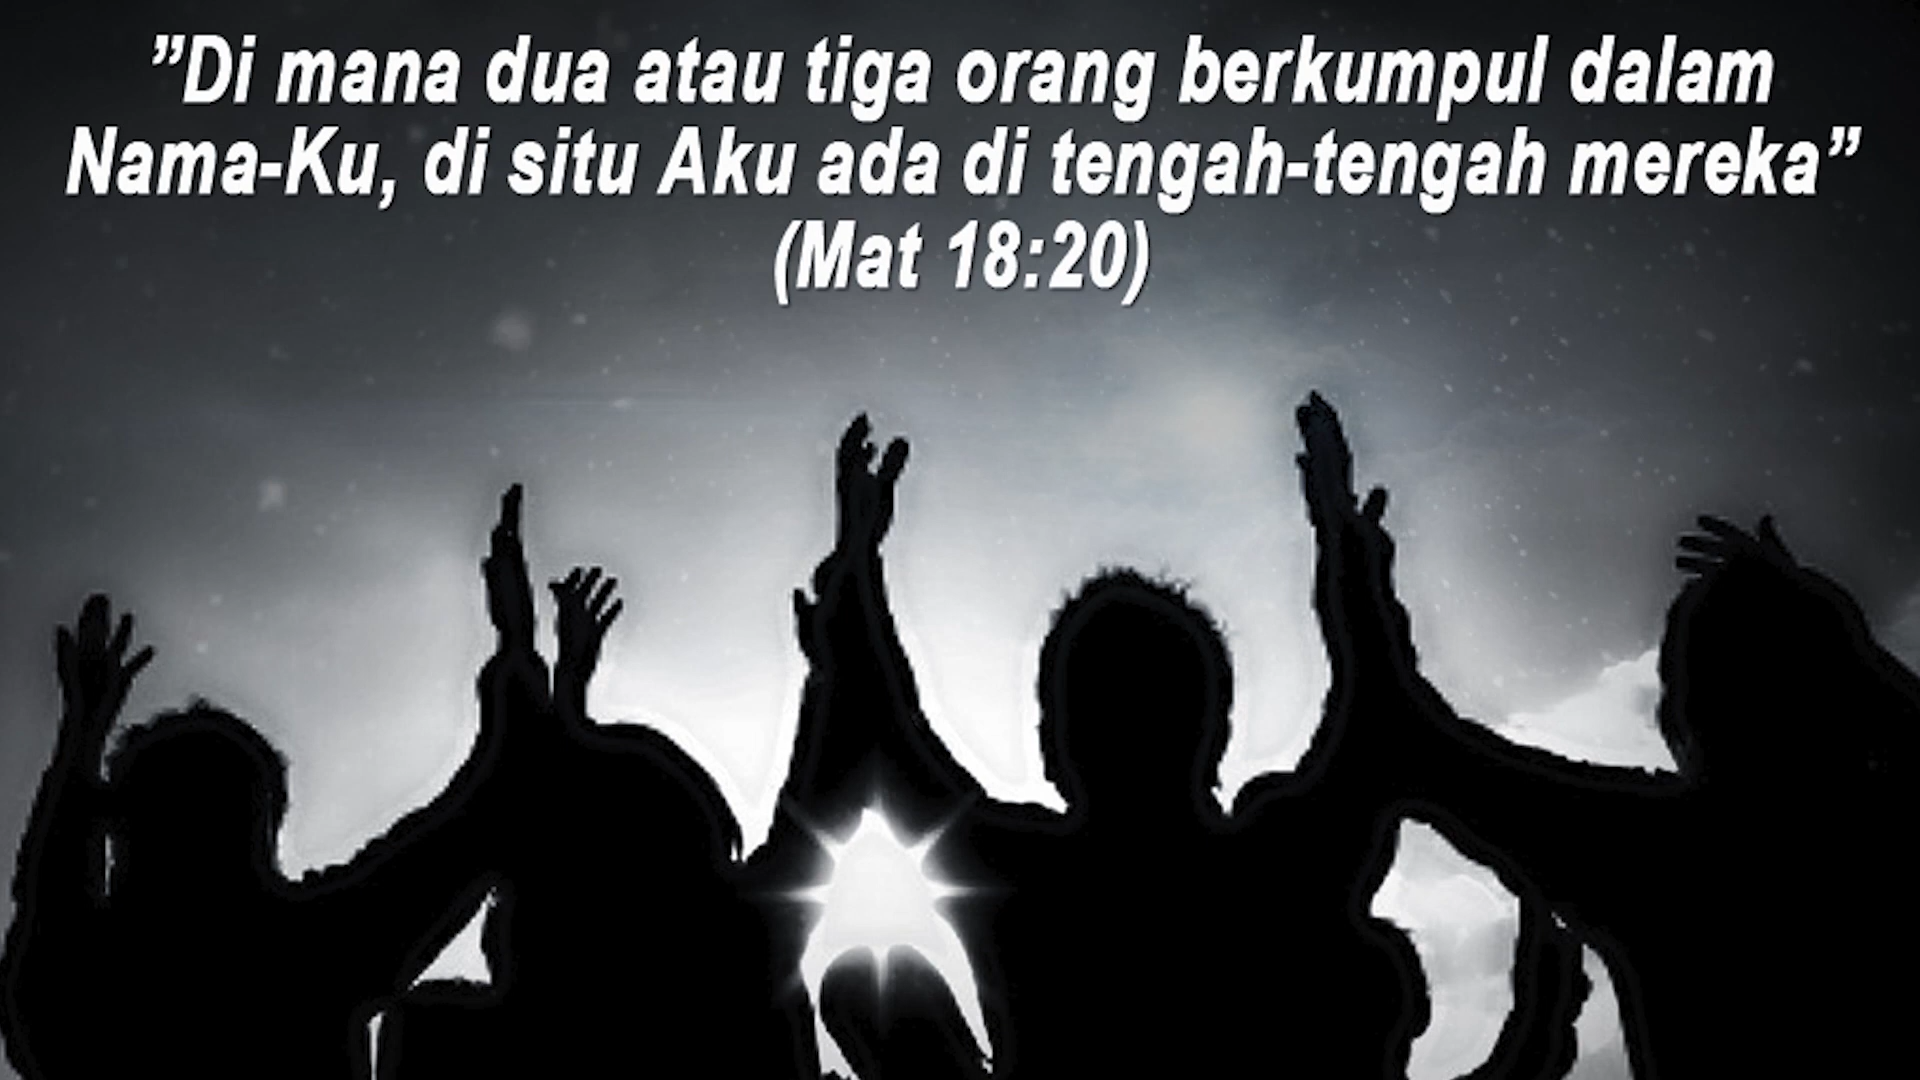 ”Di mana dua atau tiga orang berkumpul dalam
Nama-Ku, di situ Aku ada di tengah-tengah mereka”
(Mat 18:20)